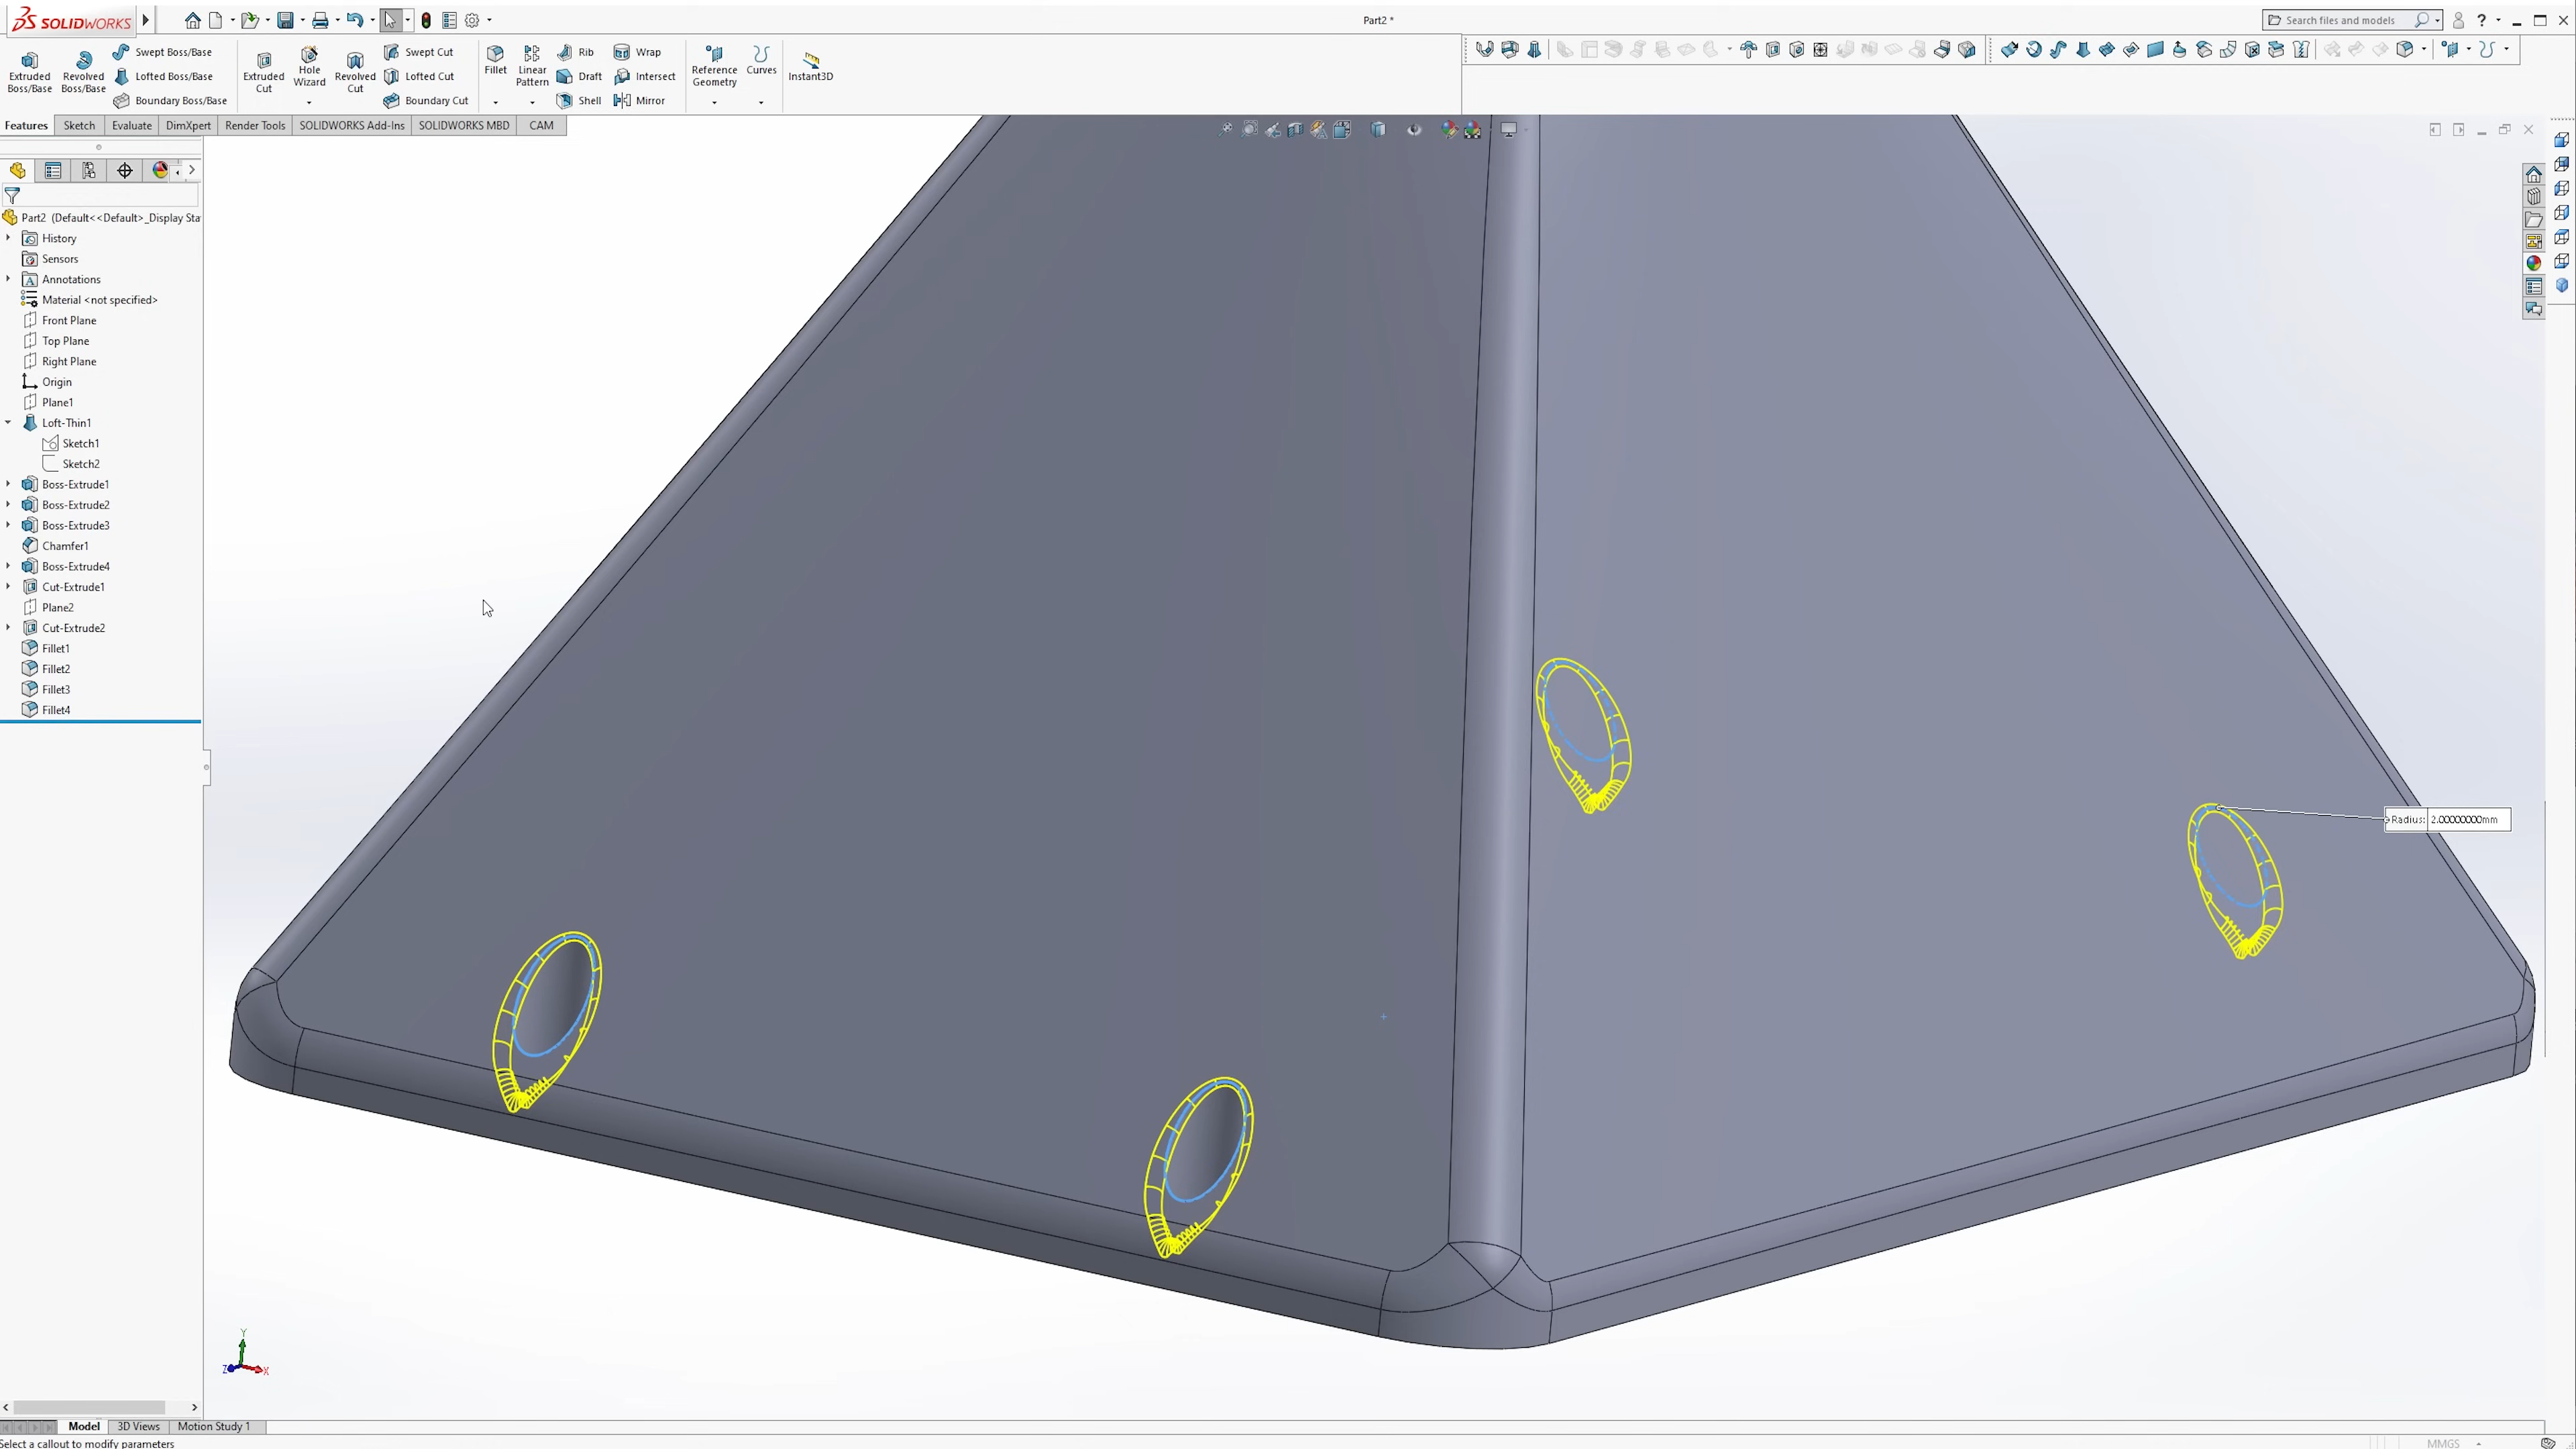 SOLIDWORKS
Part2 *
Search files and models
Extruded Boss/Base
Revolved Boss/Base
Swept Boss/Base
Lofted Boss/Base
Boundary Boss/Base
Extruded Cut
Hole Wizard
Revolved Cut
Swept Cut
Lofted Cut
Boundary Cut
Fillet
Linear Pattern
Rib
Draft
Shell
Wrap
Intersect
Mirror
Reference Geometry
Curves
Instant3D
Features
Sketch
Evaluate
DimXpert
Render Tools
SOLIDWORKS Add-Ins
SOLIDWORKS MBD
CAM
Part2 (Default<<Default>_Display Sta
History
Sensors
Annotations
Material <not specified>
Front Plane
Top Plane
Right Plane
Origin
Plane1
Loft-Thin1
Sketch1
Sketch2
Boss-Extrude1
Boss-Extrude2
Boss-Extrude3
Chamfer1
Boss-Extrude4
Cut-Extrude1
Plane2
Cut-Extrude2
Fillet1
Fillet2
Fillet3
Fillet4
Radius: 2.00000000mm
Y
Z
X
Model
3D Views
Motion Study 1
Select a callout to modify parameters
MMGS